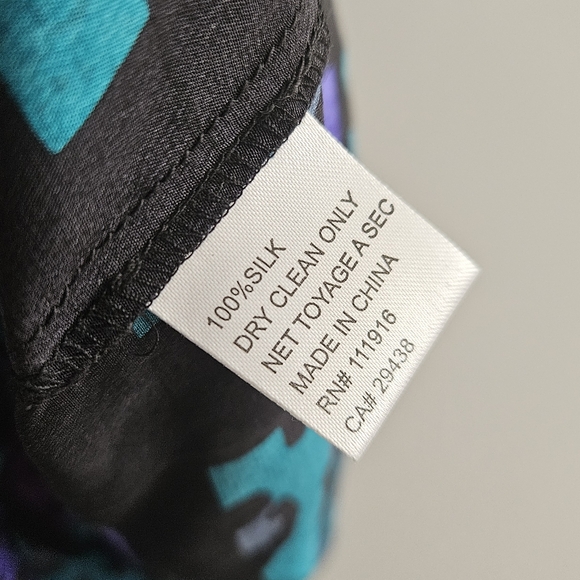 100%SILK
DRY CLEAN ONLY
NET TOYAGE A SEC
MADE IN CHINA
RN# 111916
CA# 29438